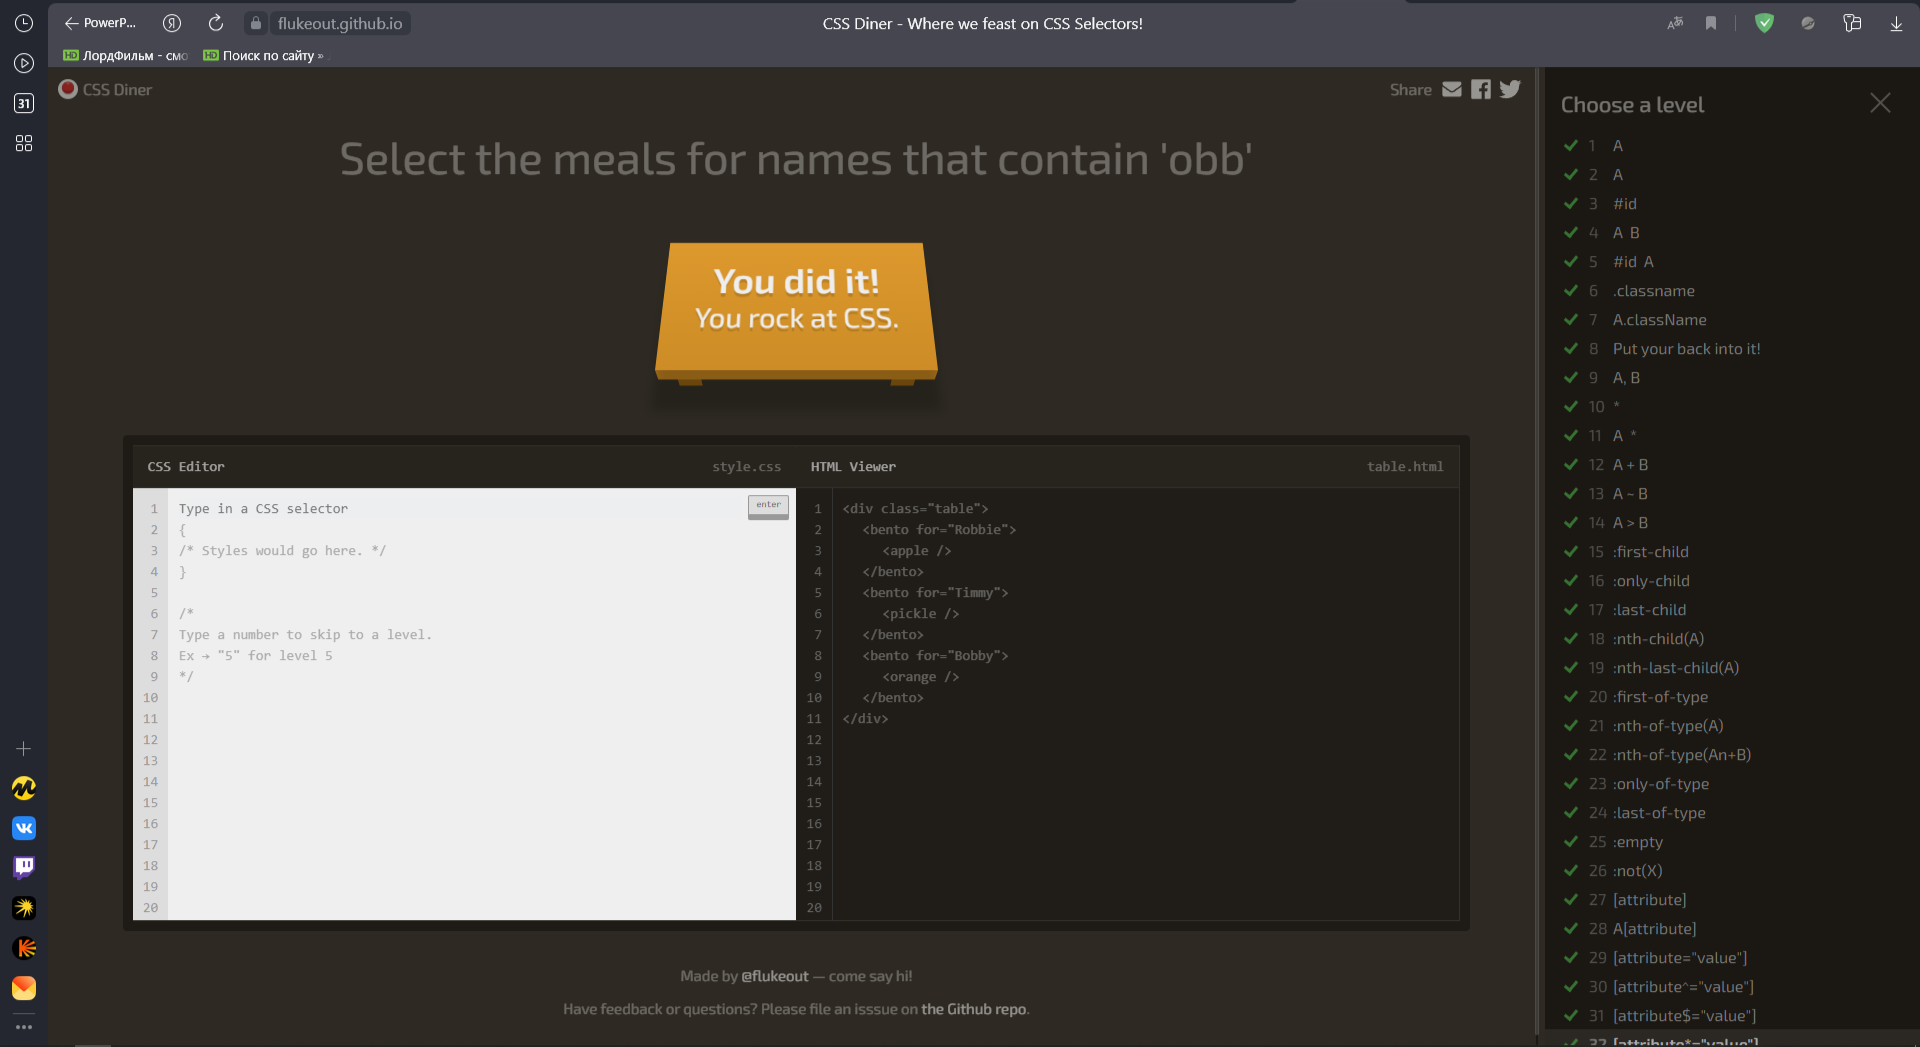 PowerP...
flukeout.github.io
CSS Diner - Where we feast on CSS Selectors!
HD ЛордФильм - смо
HD Поиск по сайту »
31
CSS Diner
Share
Select the meals for names that contain 'obb'
You did it!
You rock at CSS.
CSS Editor
style.css
1 Type in a CSS selector
enter
2 {
3 /* Styles would go here. */
4 }
5
6 /*
7 Type a number to skip to a level.
8 Ex → "5" for level 5
9 */
10
11
12
13
14
15
16
17
18
19
20
HTML Viewer
table.html
1 <div class="table">
2 <bento for="Robbie">
3 <apple />
4 </bento>
5 <bento for="Timmy">
6 <pickle />
7 </bento>
8 <bento for="Bobby">
9 <orange />
10 </bento>
11 </div>
12
13
14
15
16
17
18
19
20
Made by @flukeout — come say hi!
Have feedback or questions? Please file an isssue on the Github repo.
Choose a level
1 A
2 A
3 #id
4 A B
5 #id A
6 .classname
7 A.className
8 Put your back into it!
9 A, B
10 *
11 A *
12 A + B
13 A ~ B
14 A > B
15 :first-child
16 :only-child
17 :last-child
18 :nth-child(A)
19 :nth-last-child(A)
20 :first-of-type
21 :nth-of-type(A)
22 :nth-of-type(An+B)
23 :only-of-type
24 :last-of-type
25 :empty
26 :not(X)
27 [attribute]
28 A[attribute]
29 [attribute="value"]
30 [attribute^="value"]
31 [attribute$="value"]
32 [attribute*="value"]